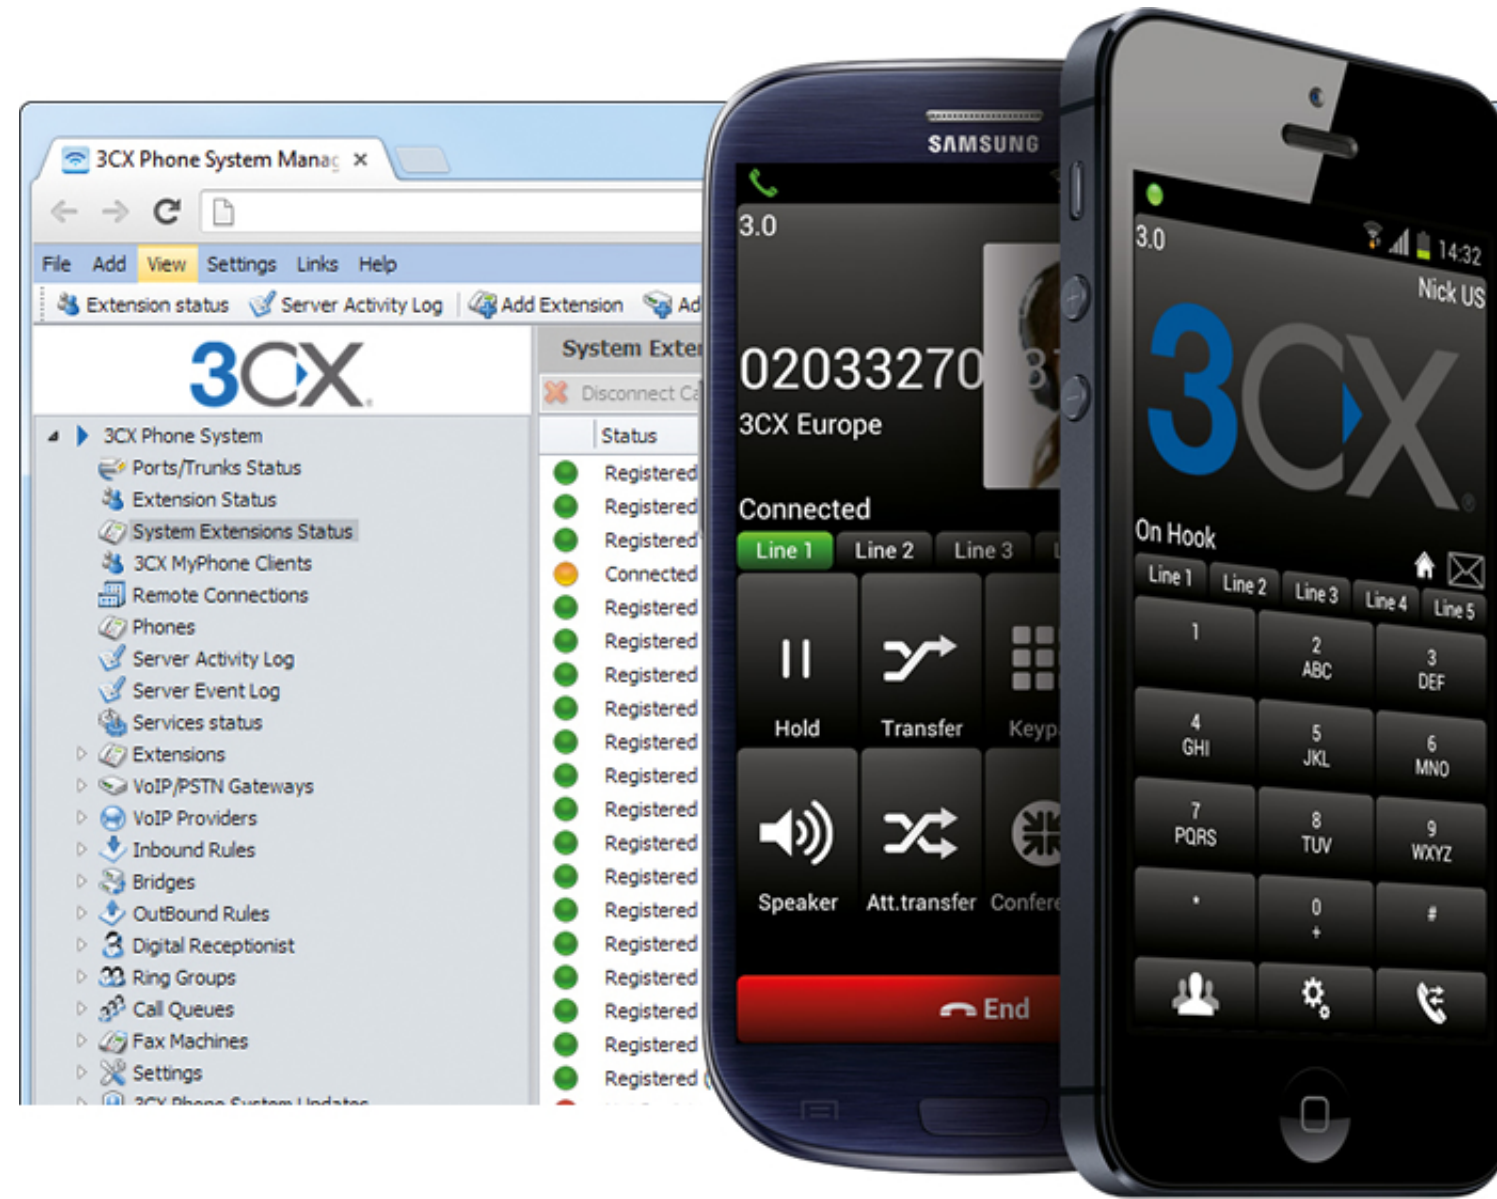 3CX Phone System Manag
File Add View Settings Links Help
Extension status Server Activity Log Add Extension Ad
3CX
3CX Phone System
Ports/Trunks Status
Extension Status
System Extensions Status
3CX MyPhone Clients
Remote Connections
Phones
Server Activity Log
Server Event Log
Services status
Extensions
VoIP/PSTN Gateways
VoIP Providers
Inbound Rules
Bridges
OutBound Rules
Digital Receptionist
Ring Groups
Call Queues
Fax Machines
Settings
3CX Phone System Updates
System Exte
Disconnect Ca
Status
Registered
Registered
Registered
Connected
Registered
Registered
Registered
Registered
Registered
Registered
Registered
Registered
Registered
Registered
Registered
Registered
Registered
Registered
Registered (
SAMSUNG
3.0
02033270
3CX Europe
Connected
Line 1 Line 2 Line 3
Hold Transfer Keyp
Speaker Att.transfer Confere
End
14:32
3.0
Nick US
3CX®
On Hook
Line 1 Line 2 Line 3 Line 4 Line 5
1 2 3
ABC DEF
4 5 6
GHI JKL MNO
7 8 9
PQRS TUV WXYZ
* 0 #
+